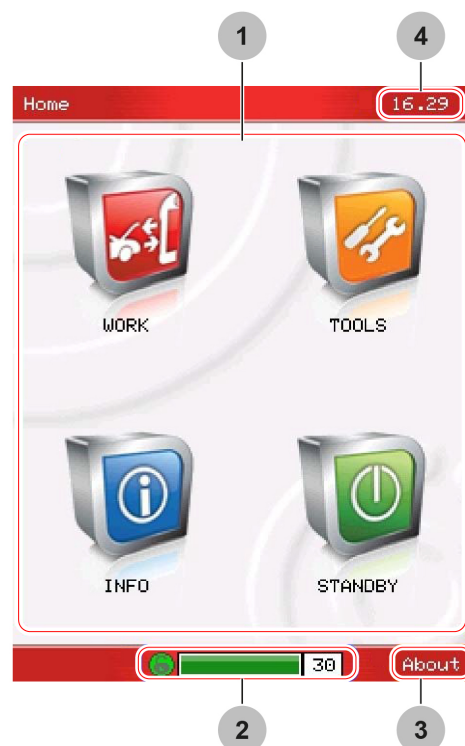 1 4
Home 16.29
WORK TOOLS
INFO STANDBY
30 About
2 3